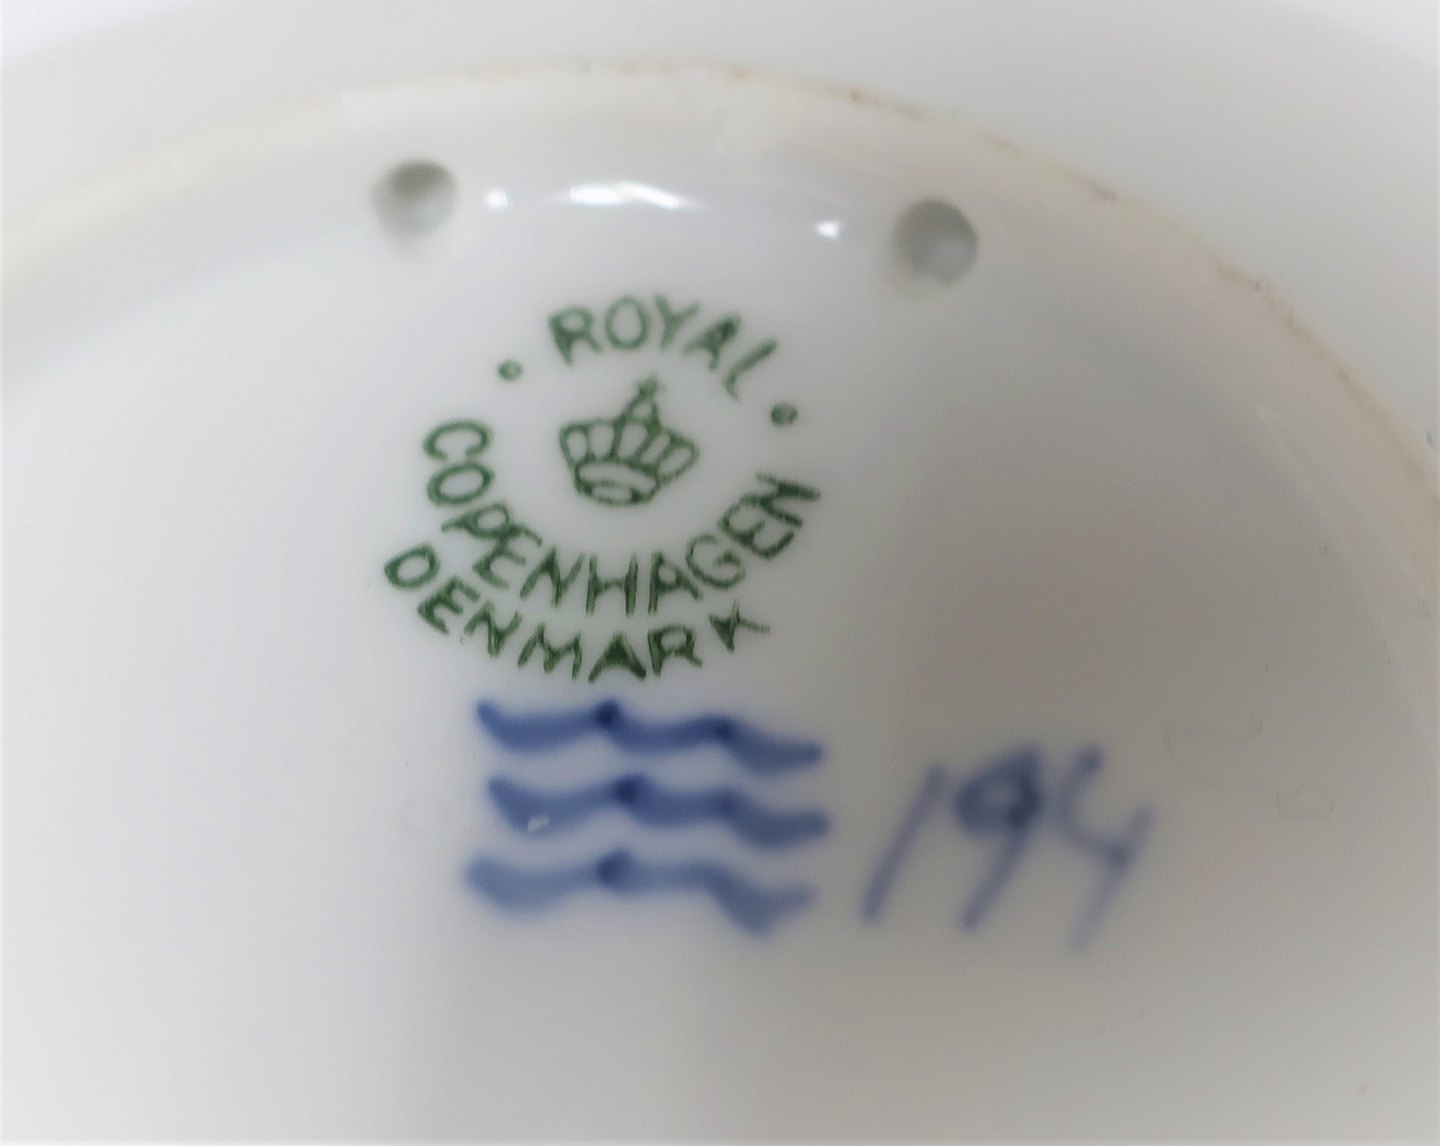 ROYAL
COPENHAGEN
DENMARK
194